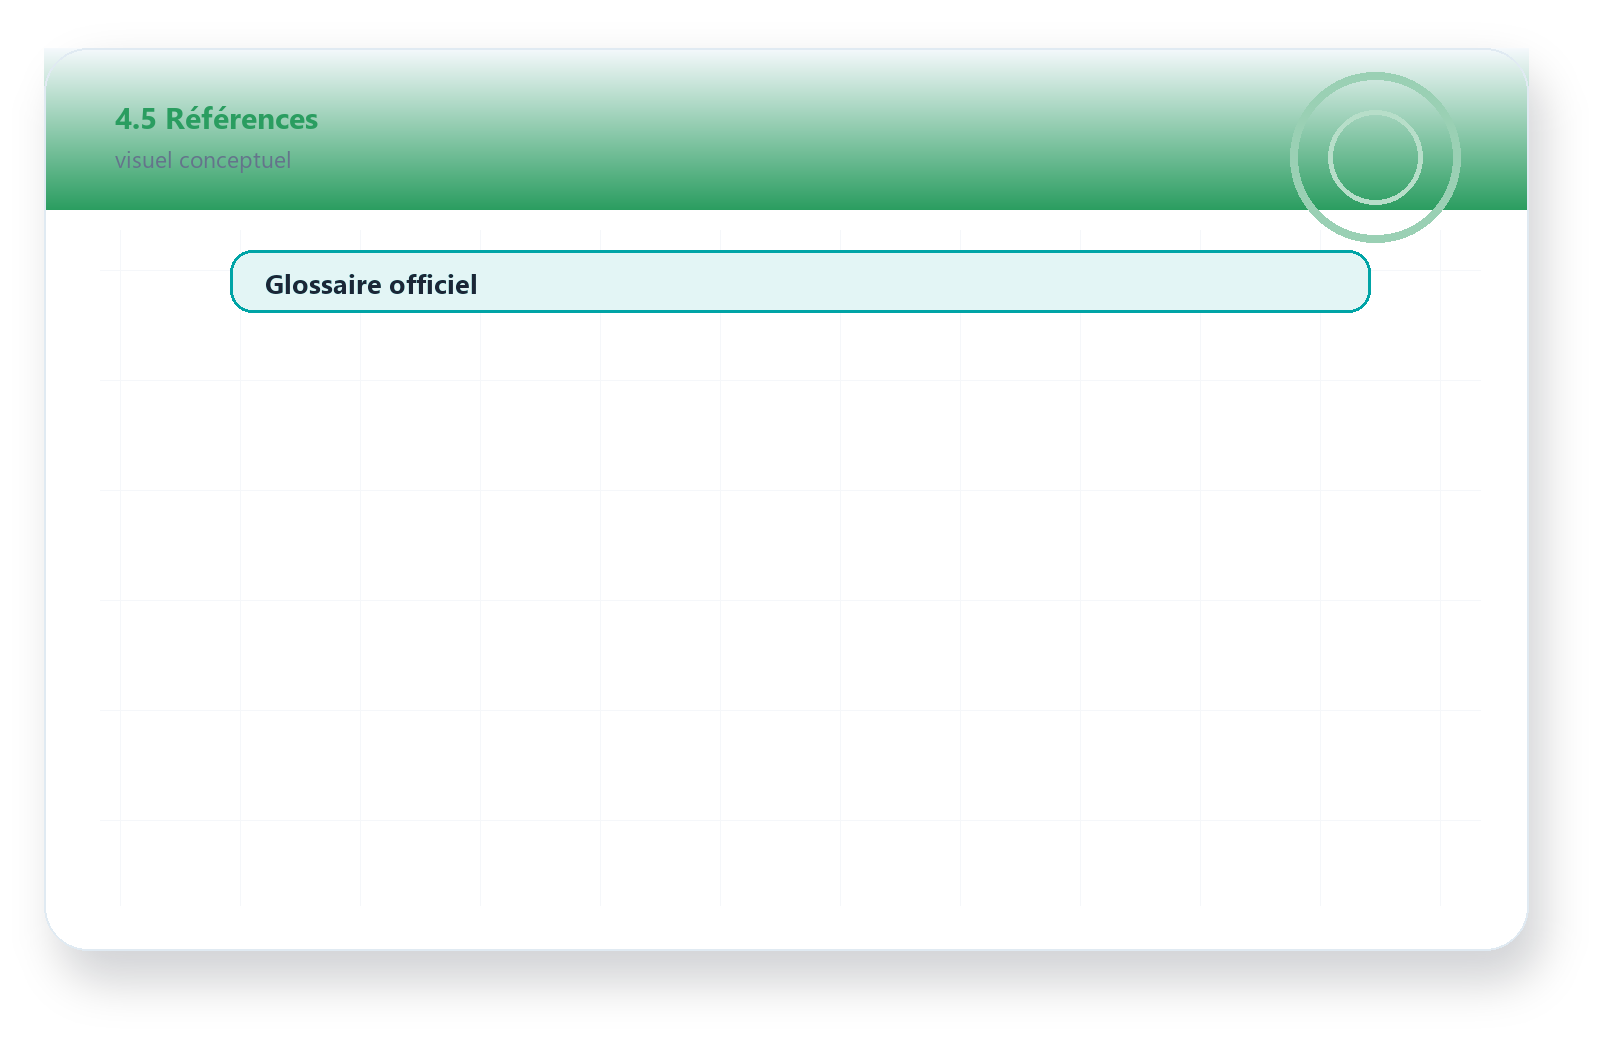 4.5 Références
visuel conceptuel
Glossaire officiel